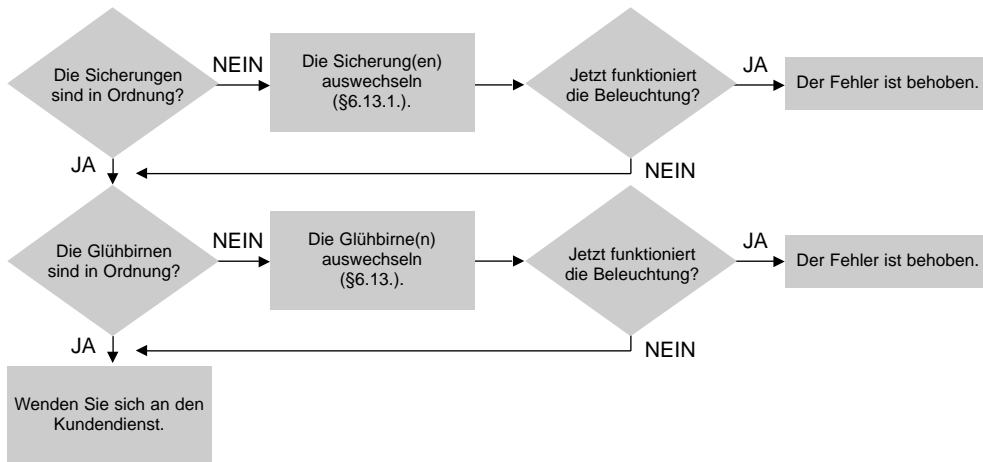 Die Sicherungen
sind in Ordnung?
NEIN
Die Sicherung(en)
auswechseln
(§6.13.1.).
Jetzt funktioniert
die Beleuchtung?
JA
Der Fehler ist behoben.
JA
NEIN
Die Glühbirnen
sind in Ordnung?
NEIN
Die Glühbirne(n)
auswechseln
(§6.13.).
Jetzt funktioniert
die Beleuchtung?
JA
Der Fehler ist behoben.
JA
NEIN
Wenden Sie sich an den
Kundendienst.